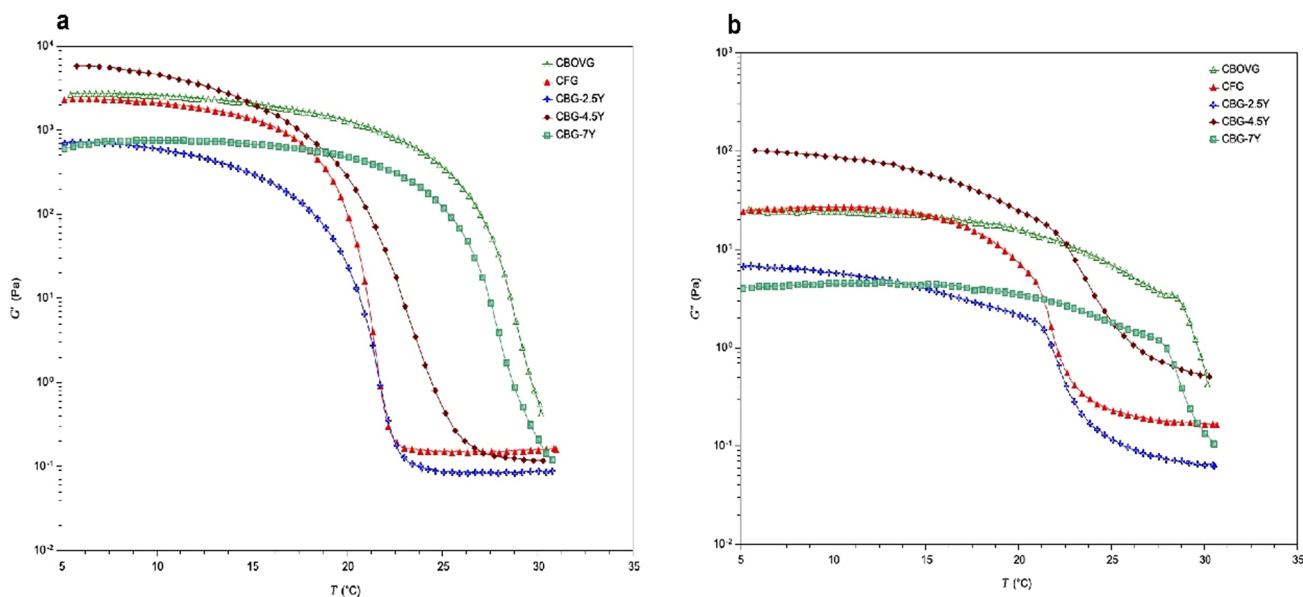 a
10⁴
10³
10²
10¹
10⁰
10⁻¹
10⁻²
G' (Pa)
5 10 15 20 25 30 35
T (°C)
CBOVG
CFG
CBG-2.5Y
CBG-4.5Y
CBG-7Y
b
10³
10²
10¹
10⁰
10⁻¹
10⁻²
G" (Pa)
5 10 15 20 25 30 35
T (°C)
CBOVG
CFG
CBG-2.5Y
CBG-4.5Y
CBG-7Y